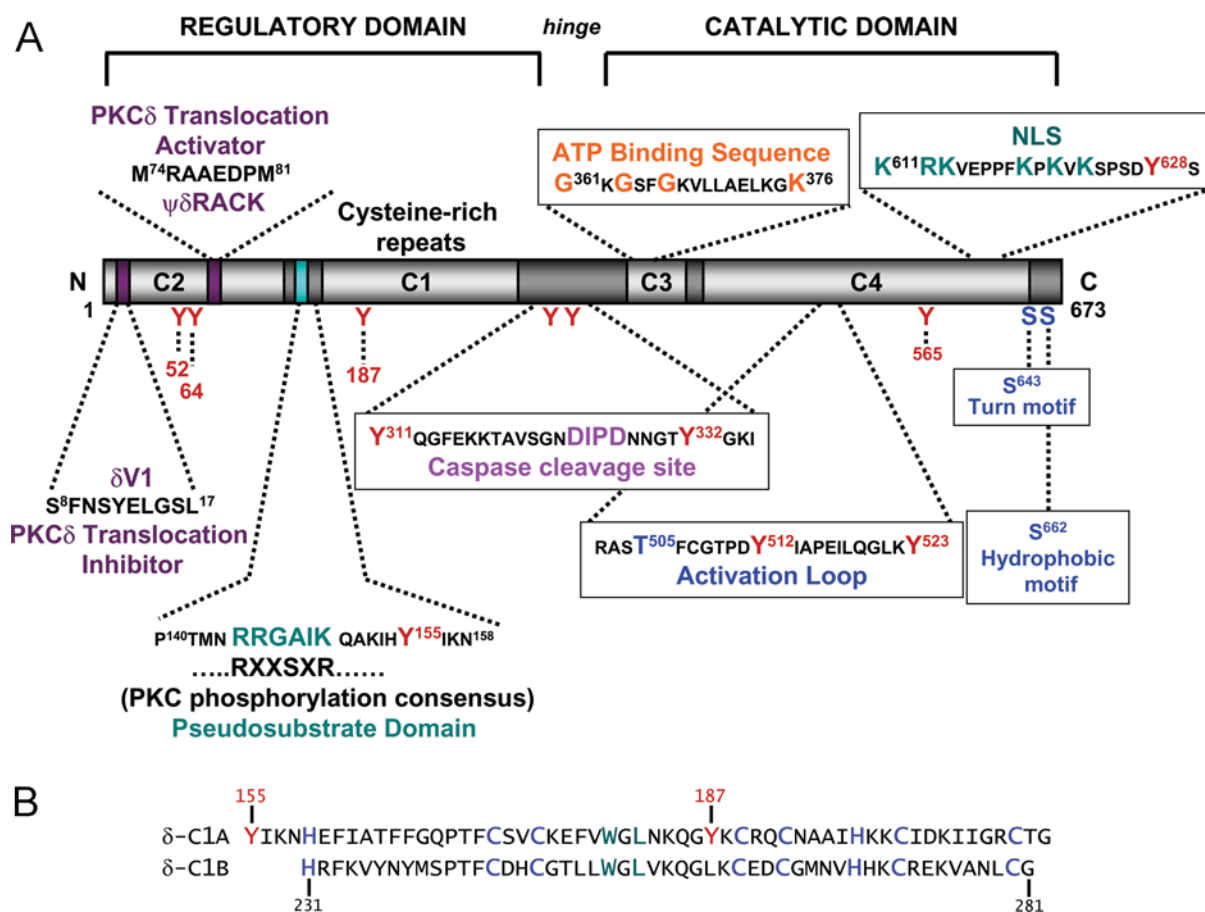 A
REGULATORY DOMAIN
hinge
CATALYTIC DOMAIN
PKCδ Translocation
Activator
M⁷⁴RAAEDPM⁸¹
ψδRACK
Cysteine-rich
repeats
ATP Binding Sequence
G³⁶¹KGSFGKVLLAELKGK³⁷⁶
NLS
K⁶¹¹RKVEPPFKPKVKSPSDY⁶²⁸S
N
1
C2
C1
C3
C4
C
673
Y Y
52
64
Y
187
Y Y
Y
565
S S
S⁶⁴³
Turn motif
Y³¹¹QGFEKKTAVSGNDIPDNNGTY³³²GKI
Caspase cleavage site
δV1
S⁸FNSYELGSL¹⁷
PKCδ Translocation
Inhibitor
RAST⁵⁰⁵FCGTPDY⁵¹²IAPEILQGLKY⁵²³
Activation Loop
S⁶⁶²
Hydrophobic
motif
P¹⁴⁰TMN RRGAIK QAKIHY¹⁵⁵IKN¹⁵⁸
.....RXXSXR......
(PKC phosphorylation consensus)
Pseudosubstrate Domain
B
155
187
δ-C1A YIKNHEFIATFFGQPTFCSVCKEFVWGLNKQGYKCRQCNAAIHKKCIDKIIGRCTG
δ-C1B HRFKVYNYMSPTFCDHCGTLLWGLVKQGLKCEDCGMNVHHKCREKVANLCG
231
281